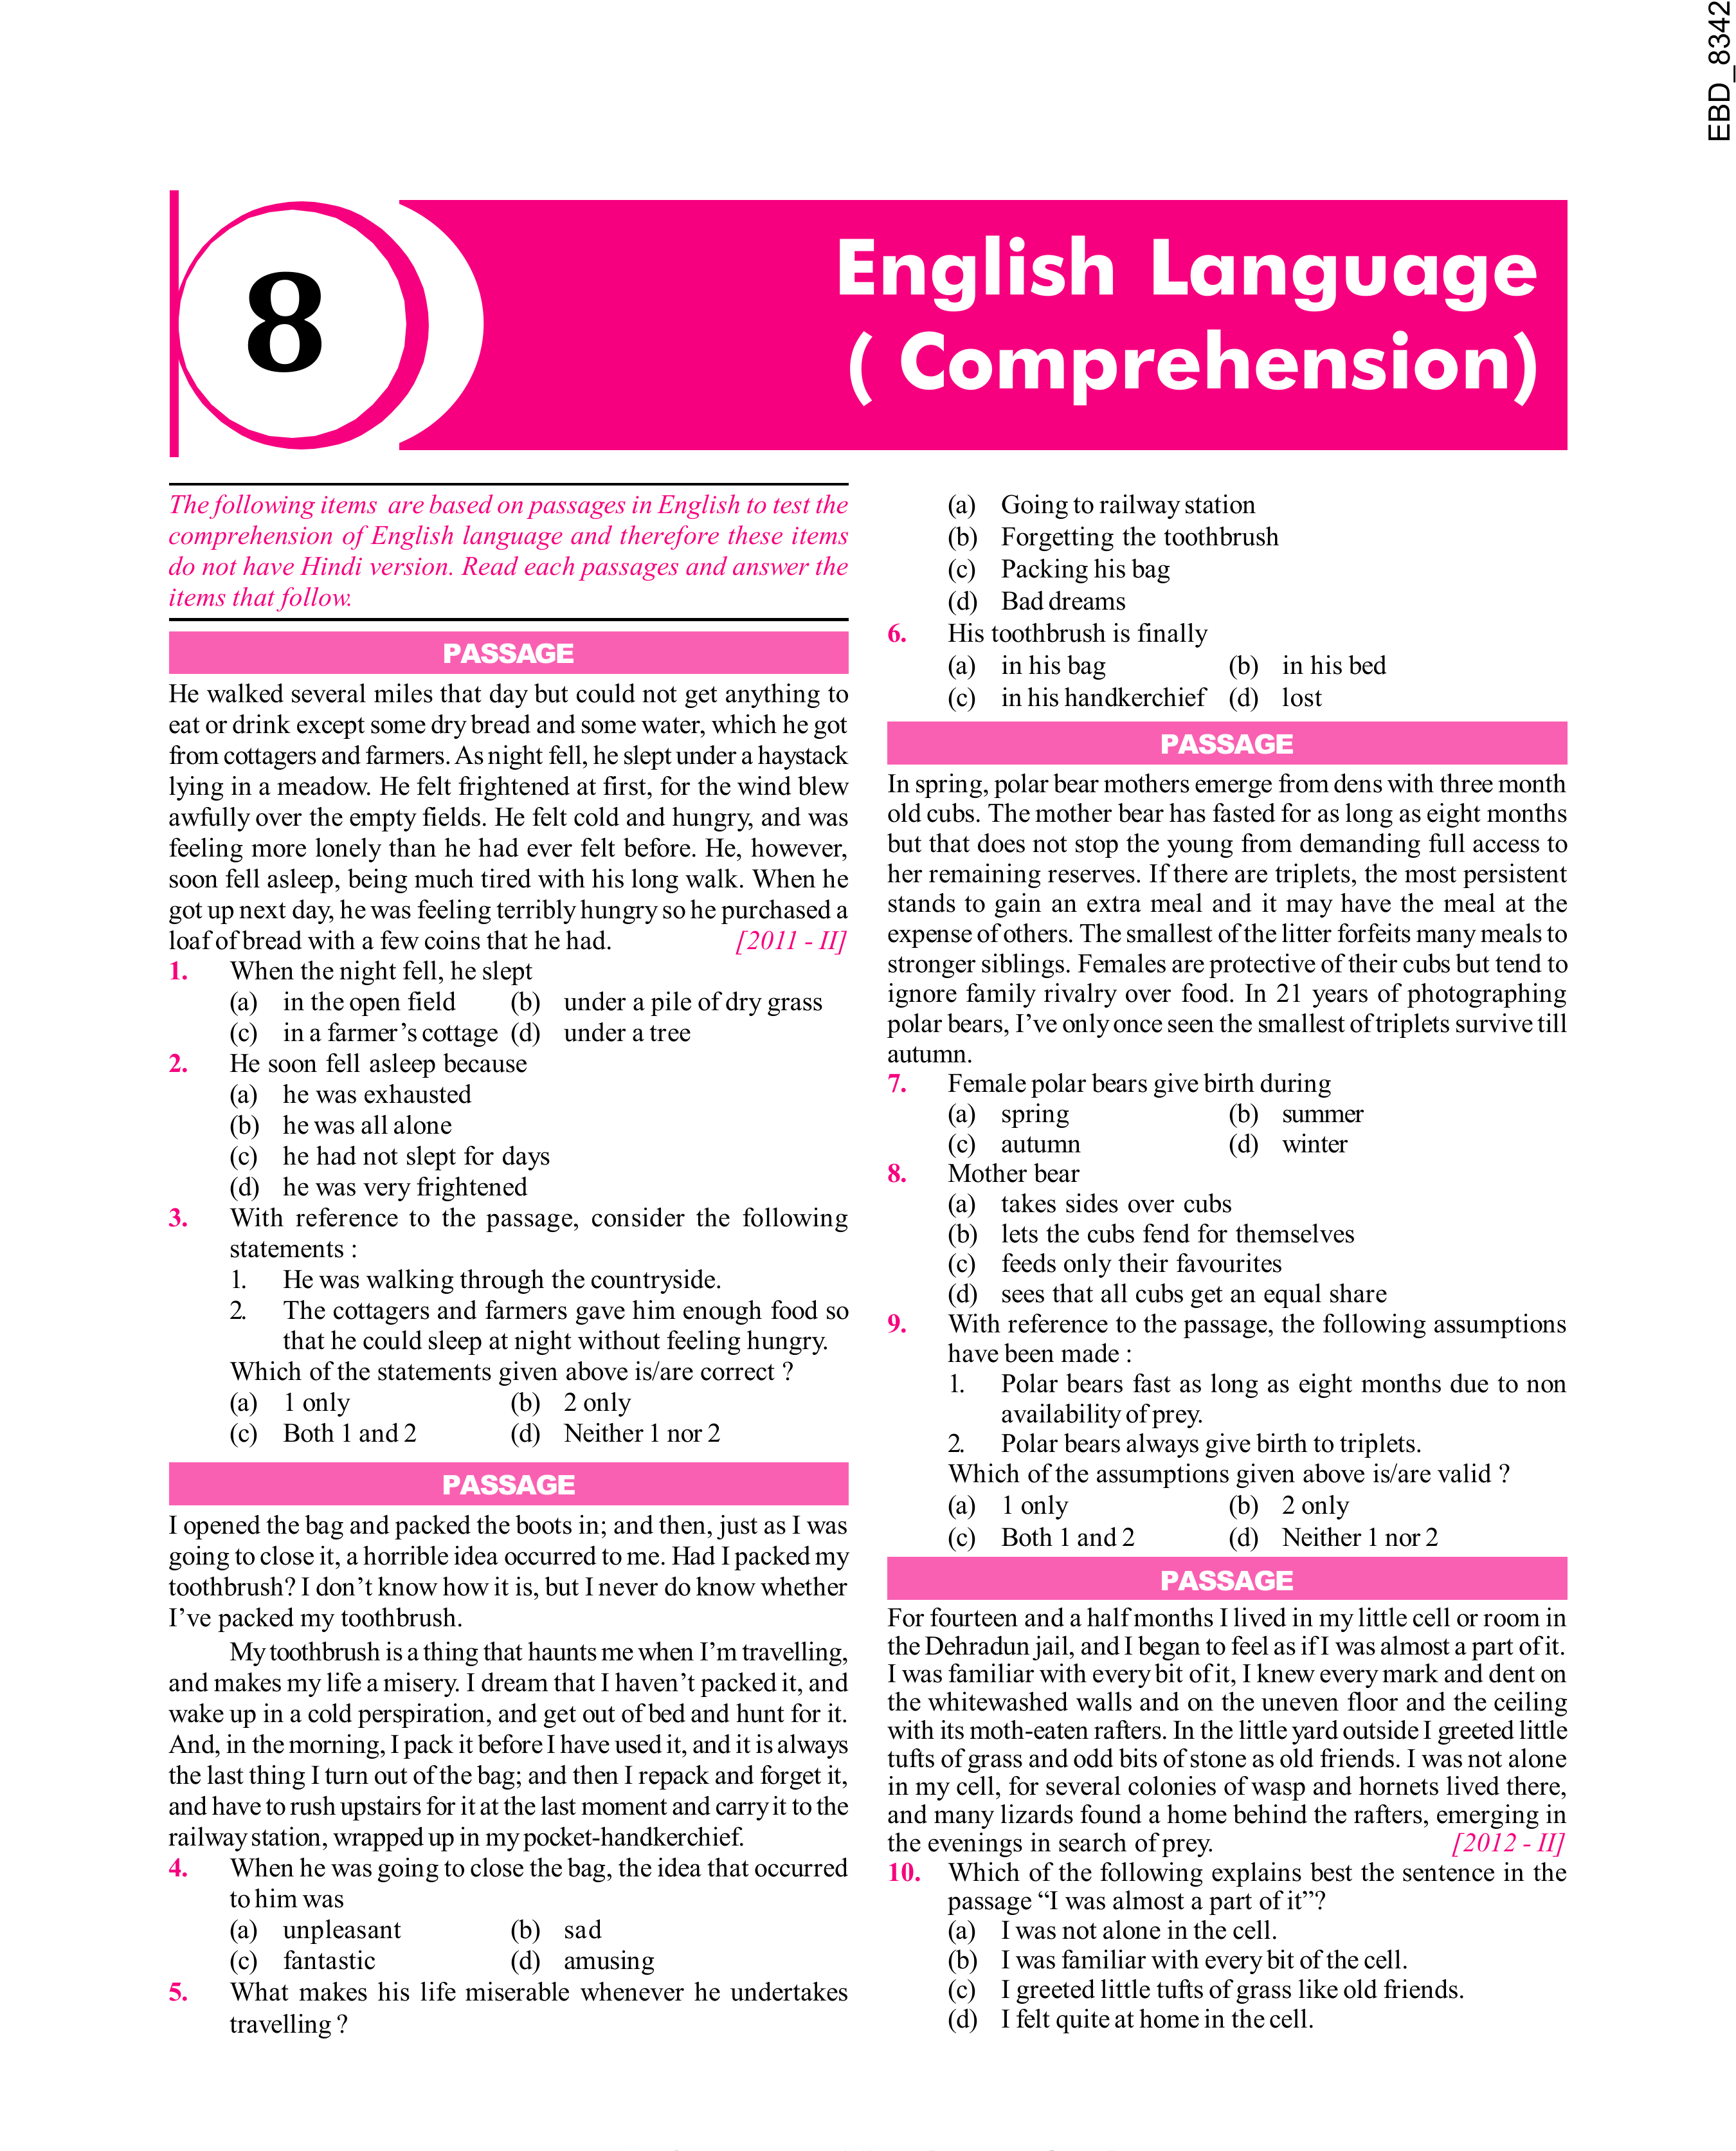 EBD_8342
8
English Language
( Comprehension)
The following items are based on passages in English to test the
comprehension of English language and therefore these items
do not have Hindi version. Read each passages and answer the
items that follow.
PASSAGE
He walked several miles that day but could not get anything to
eat or drink except some dry bread and some water, which he got
from cottagers and farmers. As night fell, he slept under a haystack
lying in a meadow. He felt frightened at first, for the wind blew
awfully over the empty fields. He felt cold and hungry, and was
feeling more lonely than he had ever felt before. He, however,
soon fell asleep, being much tired with his long walk. When he
got up next day, he was feeling terribly hungry so he purchased a
loaf of bread with a few coins that he had. [2011 - II]
1. When the night fell, he slept
(a) in the open field (b) under a pile of dry grass
(c) in a farmer's cottage (d) under a tree
2. He soon fell asleep because
(a) he was exhausted
(b) he was all alone
(c) he had not slept for days
(d) he was very frightened
3. With reference to the passage, consider the following
statements :
1. He was walking through the countryside.
2. The cottagers and farmers gave him enough food so
that he could sleep at night without feeling hungry.
Which of the statements given above is/are correct ?
(a) 1 only (b) 2 only
(c) Both 1 and 2 (d) Neither 1 nor 2
PASSAGE
I opened the bag and packed the boots in; and then, just as I was
going to close it, a horrible idea occurred to me. Had I packed my
toothbrush? I don't know how it is, but I never do know whether
I've packed my toothbrush.
My toothbrush is a thing that haunts me when I'm travelling,
and makes my life a misery. I dream that I haven't packed it, and
wake up in a cold perspiration, and get out of bed and hunt for it.
And, in the morning, I pack it before I have used it, and it is always
the last thing I turn out of the bag; and then I repack and forget it,
and have to rush upstairs for it at the last moment and carry it to the
railway station, wrapped up in my pocket-handkerchief.
4. When he was going to close the bag, the idea that occurred
to him was
(a) unpleasant (b) sad
(c) fantastic (d) amusing
5. What makes his life miserable whenever he undertakes
travelling ?
(a) Going to railway station
(b) Forgetting the toothbrush
(c) Packing his bag
(d) Bad dreams
6. His toothbrush is finally
(a) in his bag (b) in his bed
(c) in his handkerchief (d) lost
PASSAGE
In spring, polar bear mothers emerge from dens with three month
old cubs. The mother bear has fasted for as long as eight months
but that does not stop the young from demanding full access to
her remaining reserves. If there are triplets, the most persistent
stands to gain an extra meal and it may have the meal at the
expense of others. The smallest of the litter forfeits many meals to
stronger siblings. Females are protective of their cubs but tend to
ignore family rivalry over food. In 21 years of photographing
polar bears, I've only once seen the smallest of triplets survive till
autumn.
7. Female polar bears give birth during
(a) spring (b) summer
(c) autumn (d) winter
8. Mother bear
(a) takes sides over cubs
(b) lets the cubs fend for themselves
(c) feeds only their favourites
(d) sees that all cubs get an equal share
9. With reference to the passage, the following assumptions
have been made :
1. Polar bears fast as long as eight months due to non
availability of prey.
2. Polar bears always give birth to triplets.
Which of the assumptions given above is/are valid ?
(a) 1 only (b) 2 only
(c) Both 1 and 2 (d) Neither 1 nor 2
PASSAGE
For fourteen and a half months I lived in my little cell or room in
the Dehradun jail, and I began to feel as if I was almost a part of it.
I was familiar with every bit of it, I knew every mark and dent on
the whitewashed walls and on the uneven floor and the ceiling
with its moth-eaten rafters. In the little yard outside I greeted little
tufts of grass and odd bits of stone as old friends. I was not alone
in my cell, for several colonies of wasp and hornets lived there,
and many lizards found a home behind the rafters, emerging in
the evenings in search of prey. [2012 - II]
10. Which of the following explains best the sentence in the
passage “I was almost a part of it”?
(a) I was not alone in the cell.
(b) I was familiar with every bit of the cell.
(c) I greeted little tufts of grass like old friends.
(d) I felt quite at home in the cell.